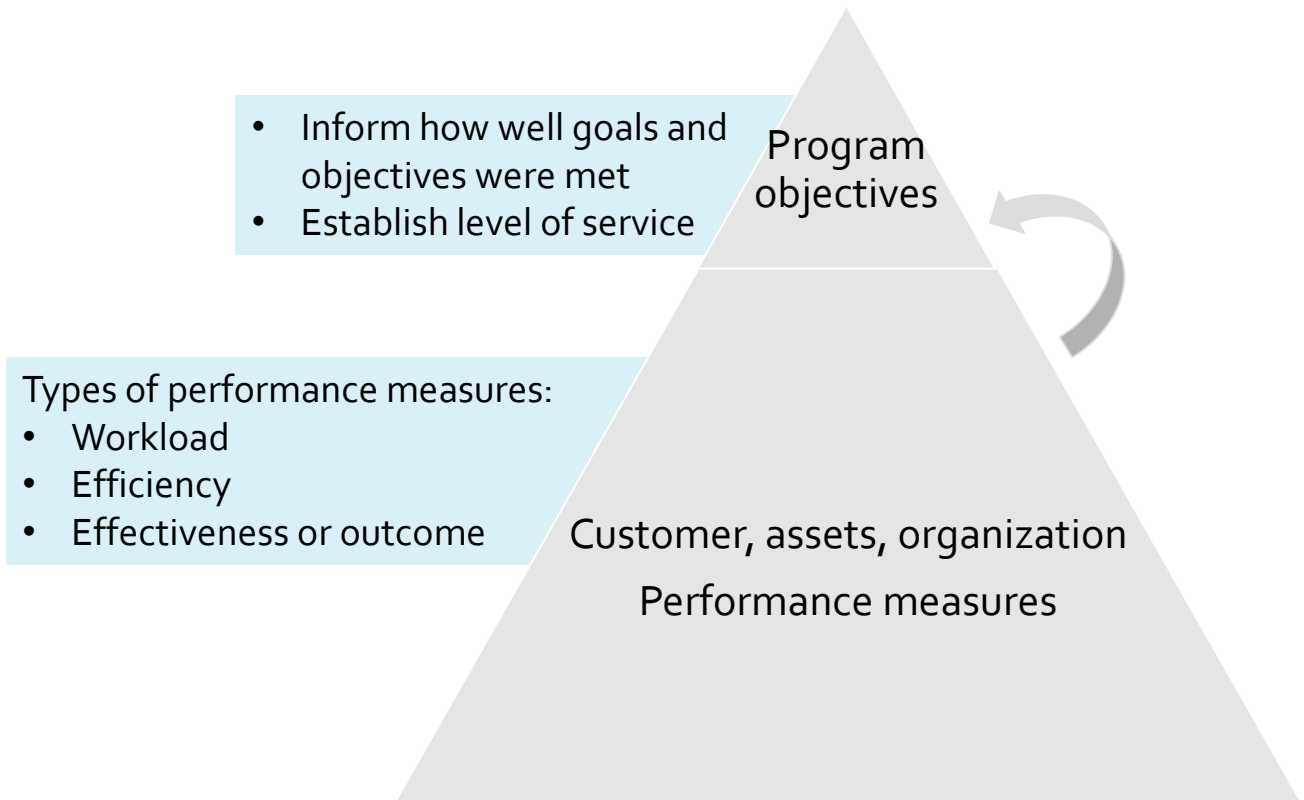 • Inform how well goals and
objectives were met
• Establish level of service
Program
objectives
Types of performance measures:
• Workload
• Efficiency
• Effectiveness or outcome
Customer, assets, organization
Performance measures